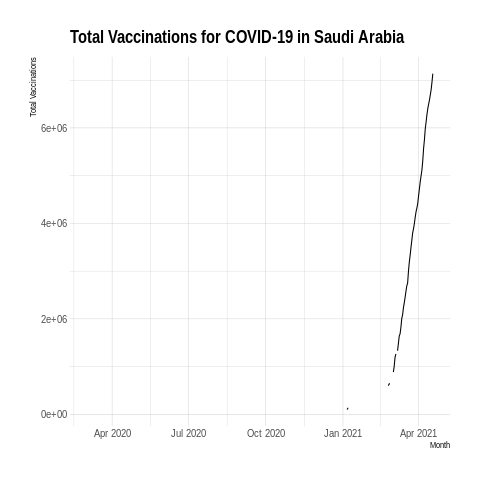 Total Vaccinations for COVID-19 in Saudi Arabia
Total Vaccinations
6e+06
4e+06
2e+06
0e+00
Apr 2020 Jul 2020 Oct 2020 Jan 2021 Apr 2021
Month